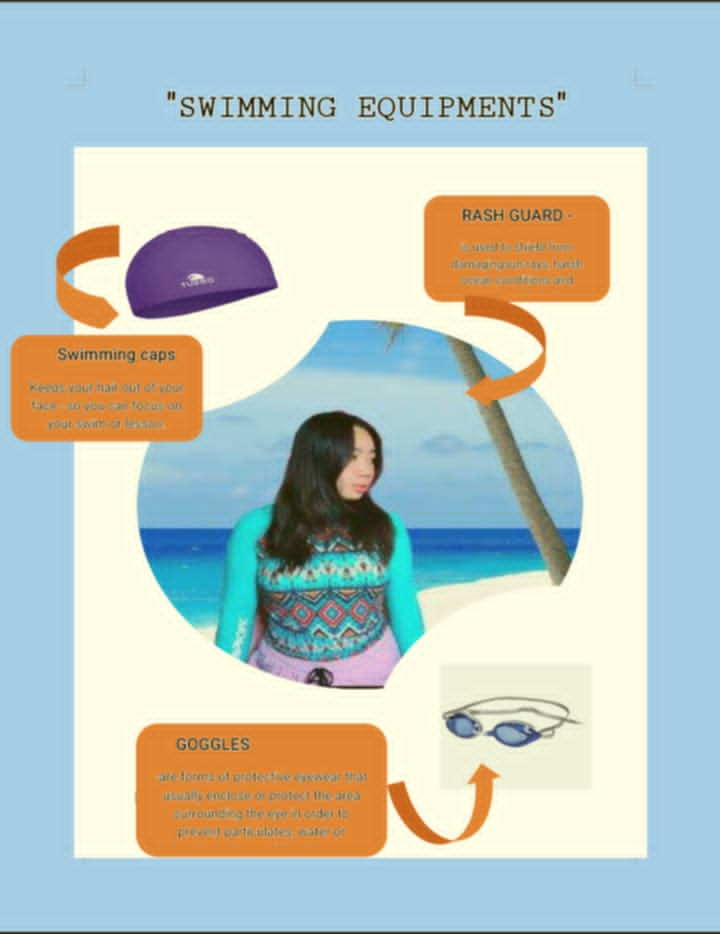 "SWIMMING EQUIPMENTS"
RASH GUARD -
is used to shield from
damagingsun rays, harsh
ocean conditions and
TURBO
Swimming caps
Keeps your hair out of your
face - so you can focus on
your swim or lesson.
GOGGLES
-are forms of protective eyewear that
usually enclose or protect the area
surrounding the eye in order to
prevent particulates, water or